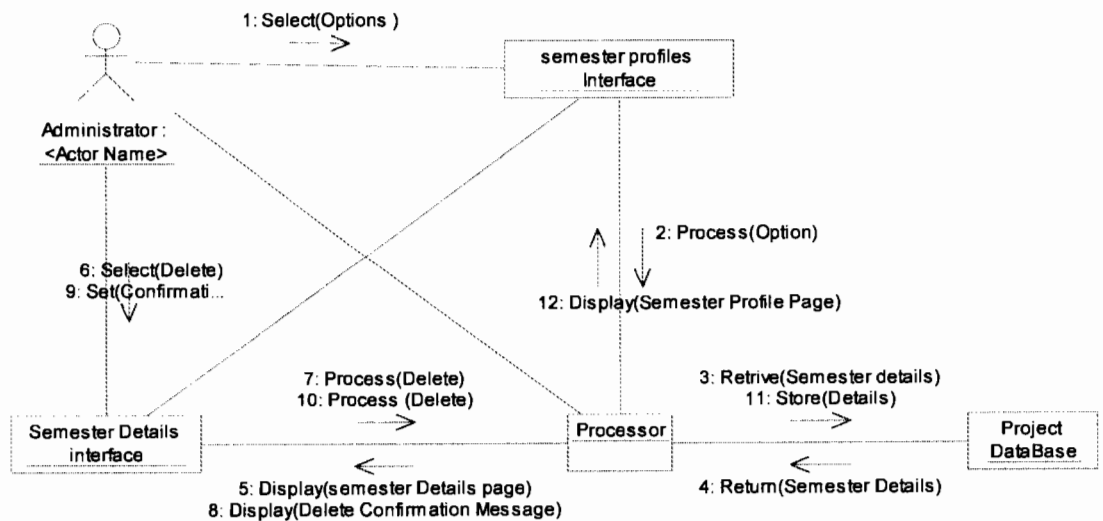 1: Select(Options )
semester profiles
Interface
Administrator :
<Actor Name>
2: Process(Option)
6: Select(Delete)
9: Set(Confirmati...
12: Display(Semester Profile Page)
7: Process(Delete)
10: Process (Delete)
3: Retrive(Semester details)
11: Store(Details)
Semester Details
interface
Processor
Project
DataBase
5: Display(semester Details page)
8: Display(Delete Confirmation Message)
4: Return(Semester Details)